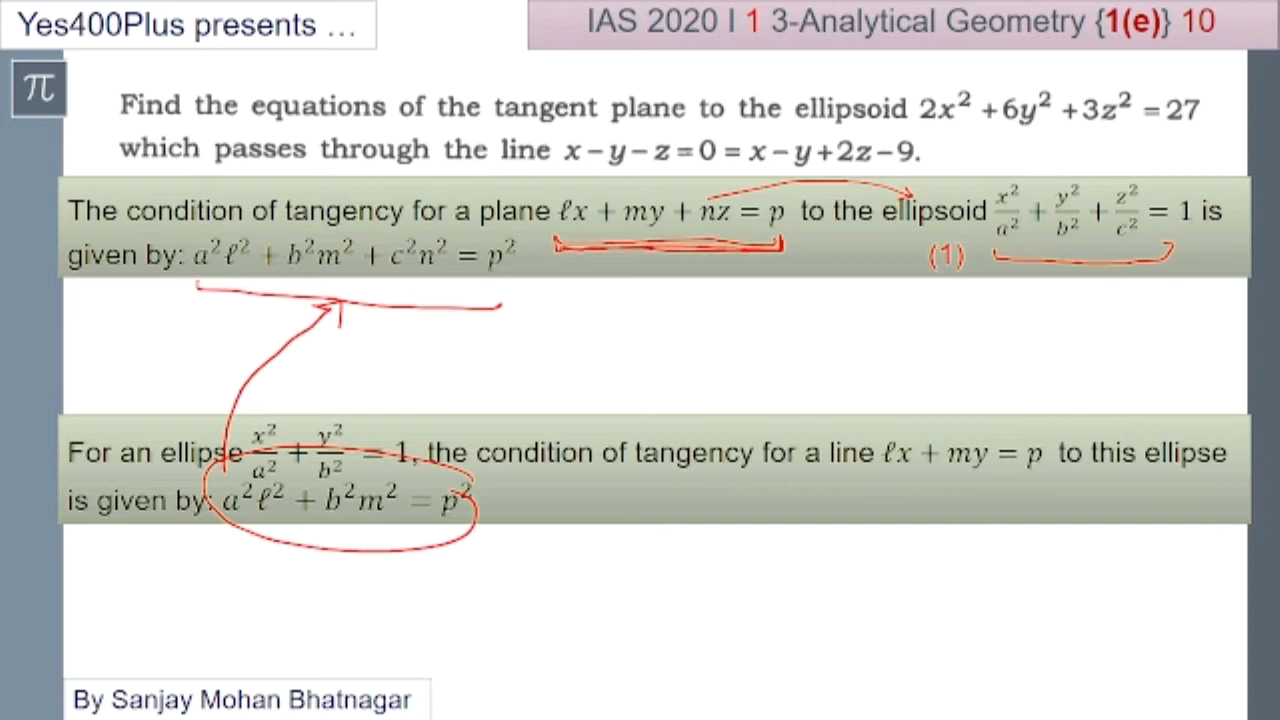 Yes400Plus presents …
IAS 2020 I 1 3-Analytical Geometry {1(e)} 10
π
Find the equations of the tangent plane to the ellipsoid 2x² + 6y² + 3z² = 27
which passes through the line x − y − z = 0 = x − y + 2z − 9.
The condition of tangency for a plane ℓx + my + nz = p to the ellipsoid x²/a² + y²/b² + z²/c² = 1 is
given by: a²ℓ² + b²m² + c²n² = p² (1)
For an ellipse x²/a² + y²/b² = 1, the condition of tangency for a line ℓx + my = p to this ellipse
is given by: a²ℓ² + b²m² = p²
By Sanjay Mohan Bhatnagar